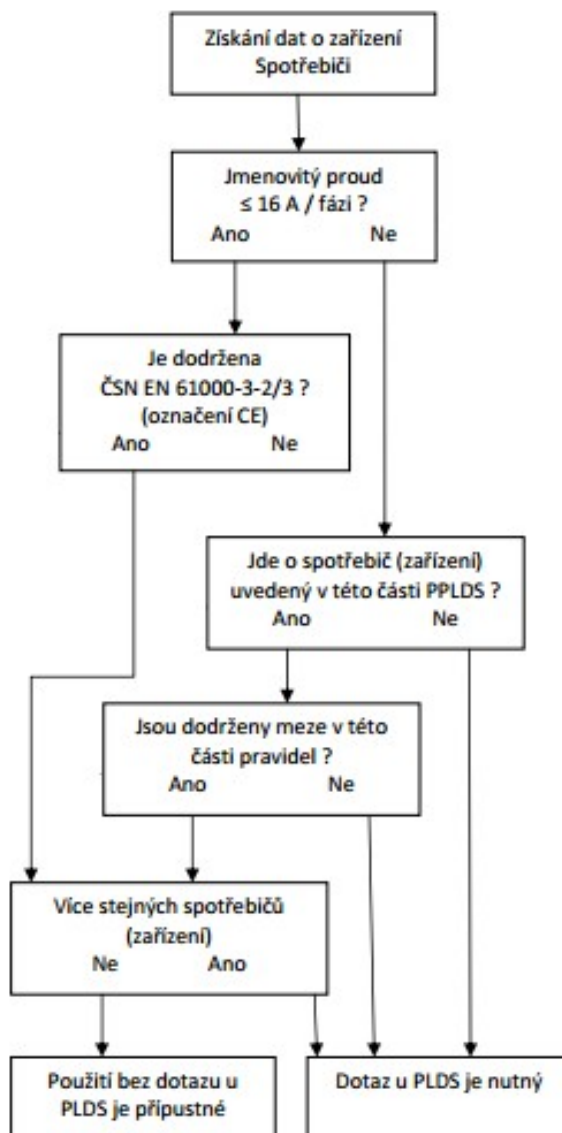 Získání dat o zařízení
Spotřebiči
Jmenovitý proud
≤ 16 A / fázi ?
Ano Ne
Je dodržena
ČSN EN 61000-3-2/3 ?
(označení CE)
Ano Ne
Jde o spotřebič (zařízení)
uvedený v této části PPLDS ?
Ano Ne
Jsou dodrženy meze v této
části pravidel ?
Ano Ne
Více stejných spotřebičů
(zařízení)
Ne Ano
Použití bez dotazu u
PLDS je přípustné
Dotaz u PLDS je nutný